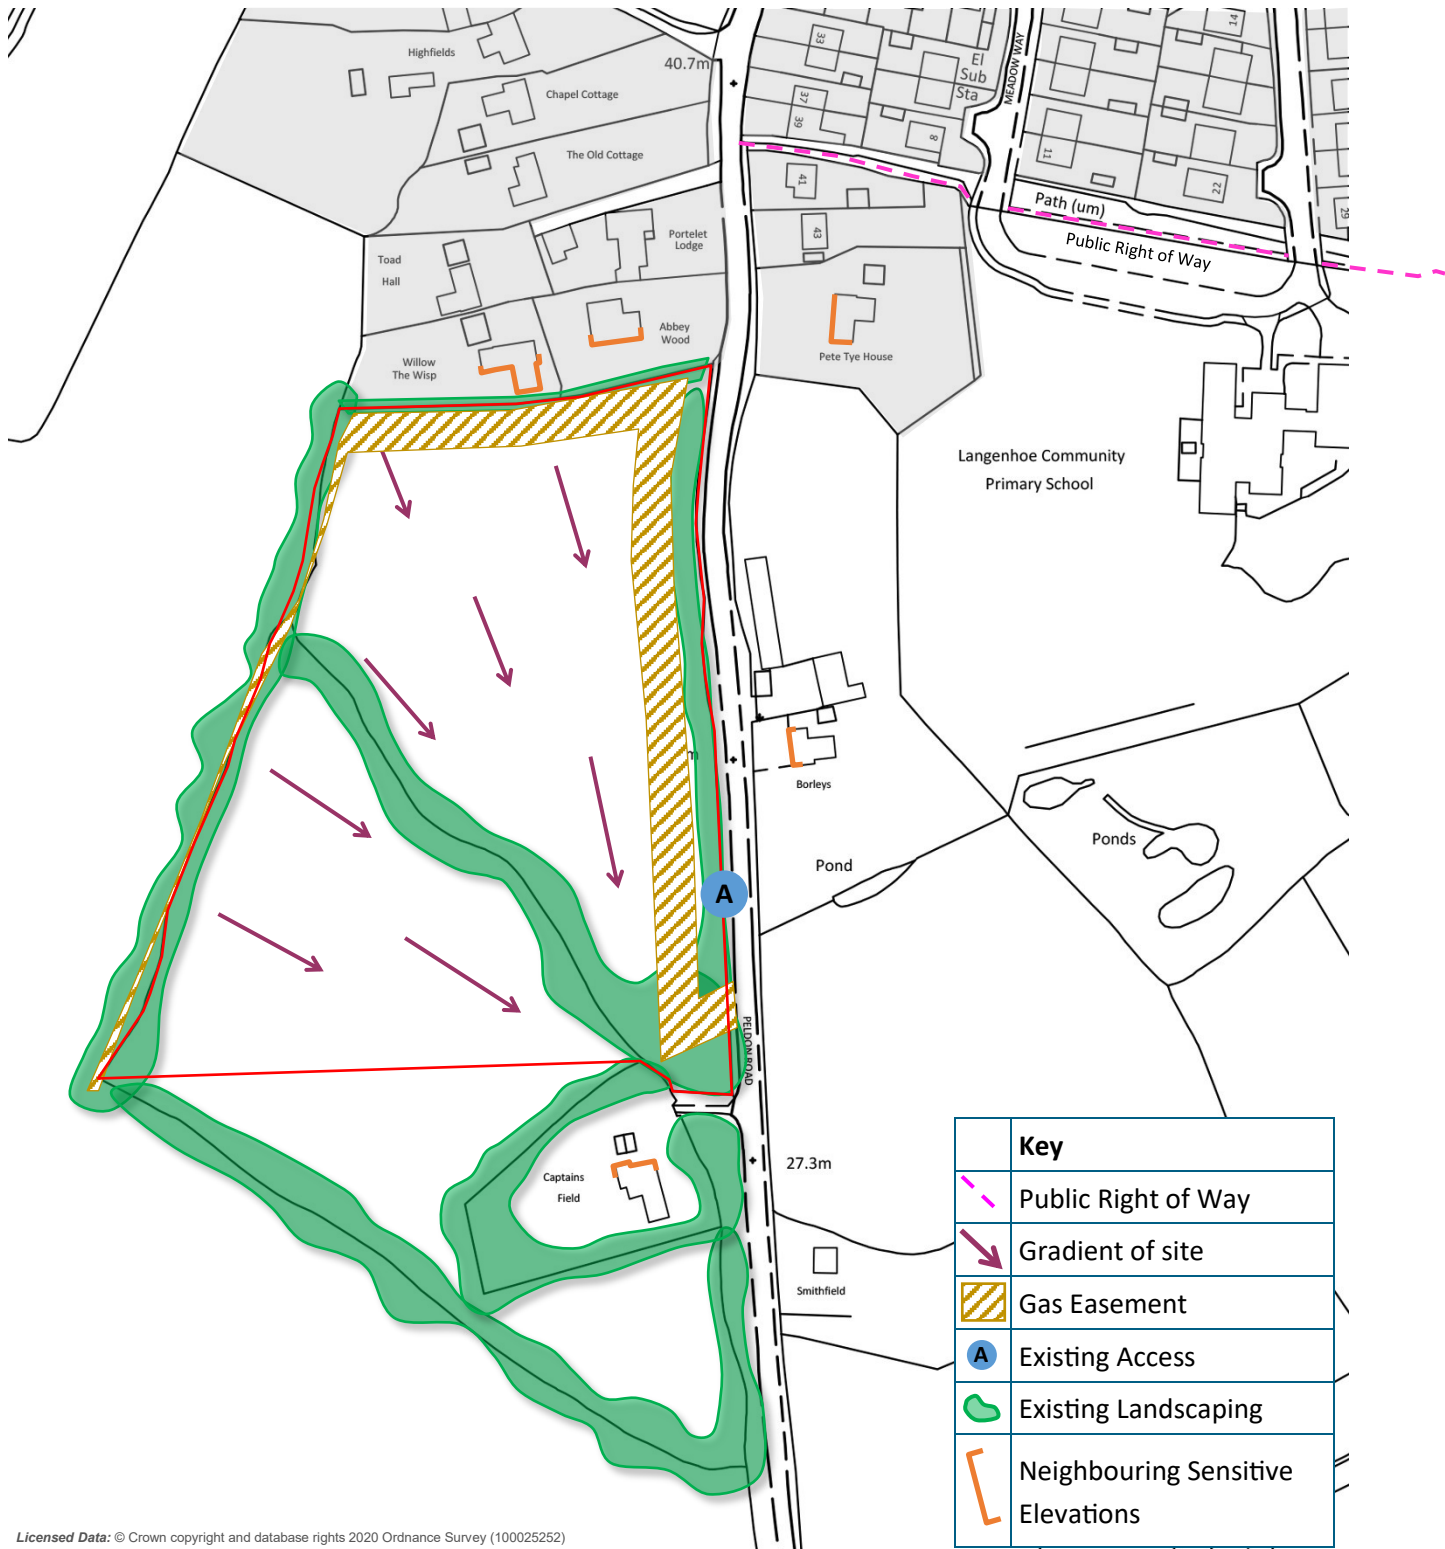 Highfields
40.7m
Chapel Cottage
The Old Cottage
33
37
39
El
Sub
Sta
8
MEADOW WAY
14
11
22
29
41
43
Path (um)
Public Right of Way
Portelet
Lodge
Toad
Hall
Abbey
Wood
Willow
The Wisp
Pete Tye House
Langenhoe Community
Primary School
m
Borleys
Pond
Ponds
A
PELDON ROAD
27.3m
Captains
Field
Smithfield
Key
Public Right of Way
Gradient of site
Gas Easement
A
Existing Access
Existing Landscaping
Neighbouring Sensitive
Elevations
Licensed Data: © Crown copyright and database rights 2020 Ordnance Survey (100025252)